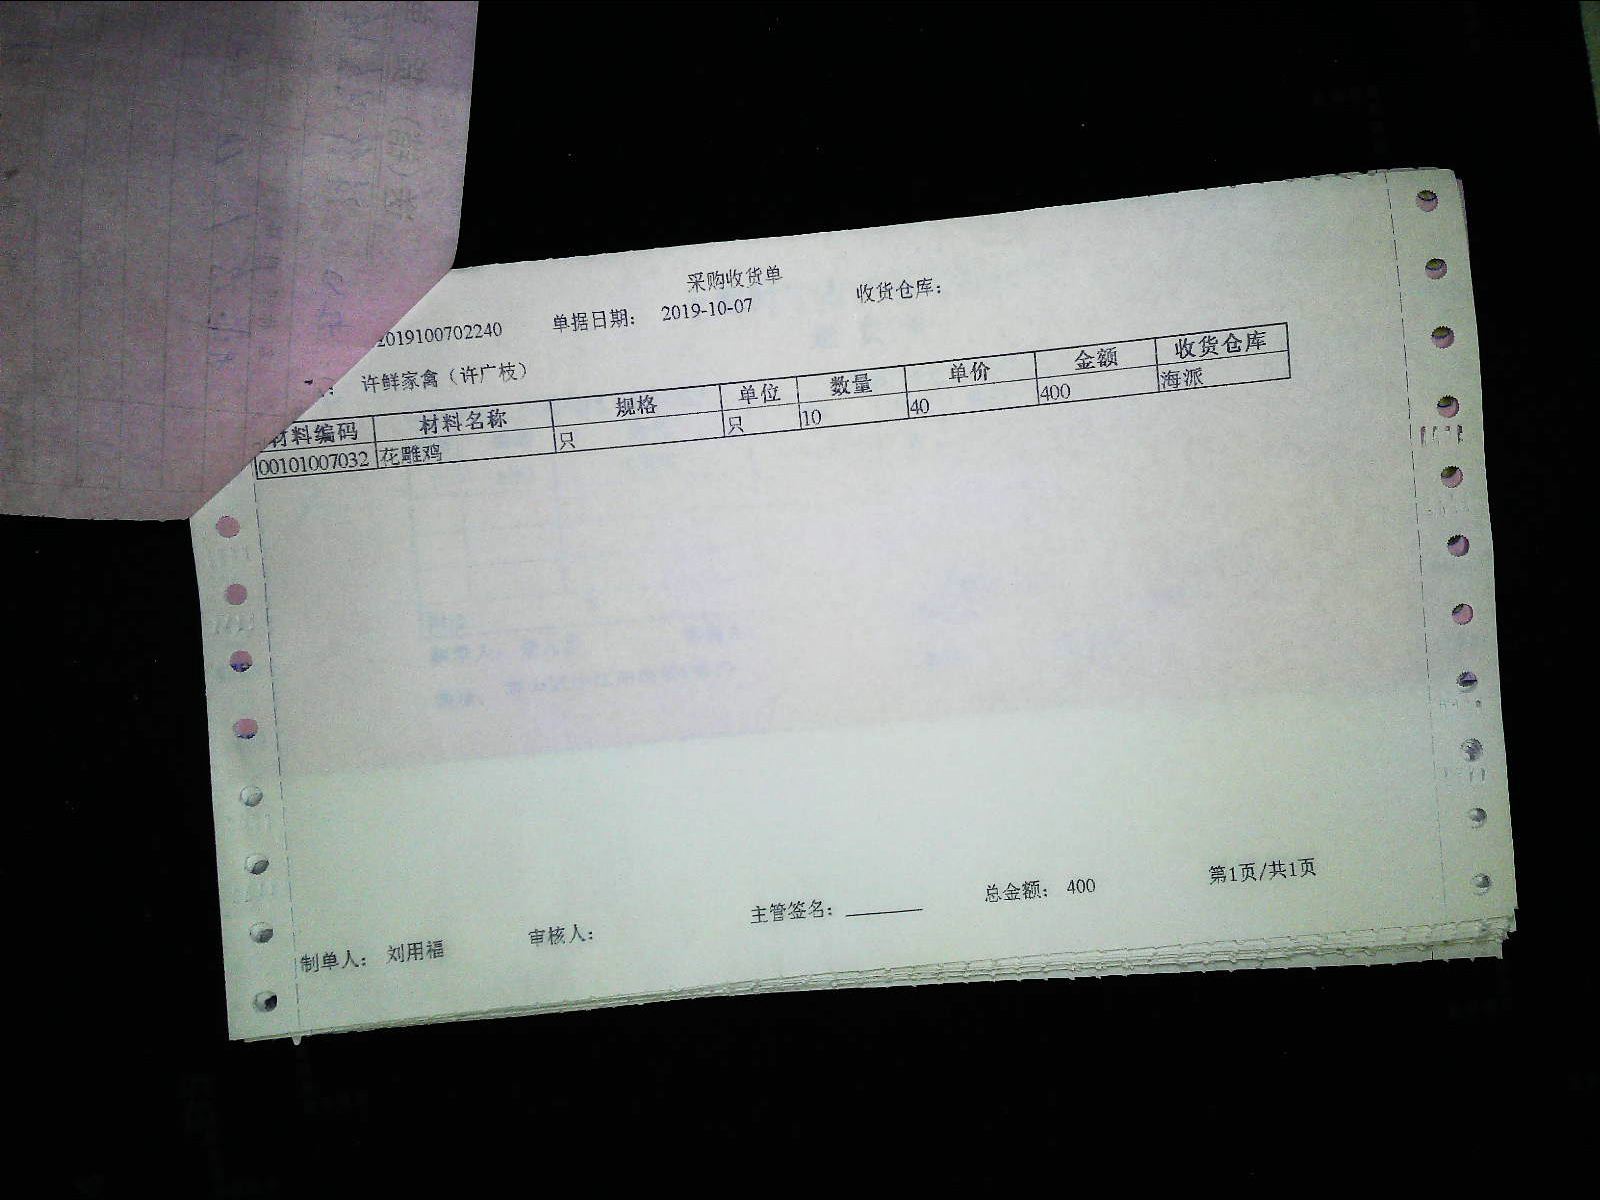 采购收货单
2019100702240 单据日期: 2019-10-07 收货仓库:
许鲜家禽（许广枝）
材料编码 材料名称 规格 单位 数量 单价 金额 收货仓库
00101007032 花雕鸡 只 只 10 40 400 海派
制单人: 刘用福 审核人: 主管签名: 总金额: 400 第1页/共1页